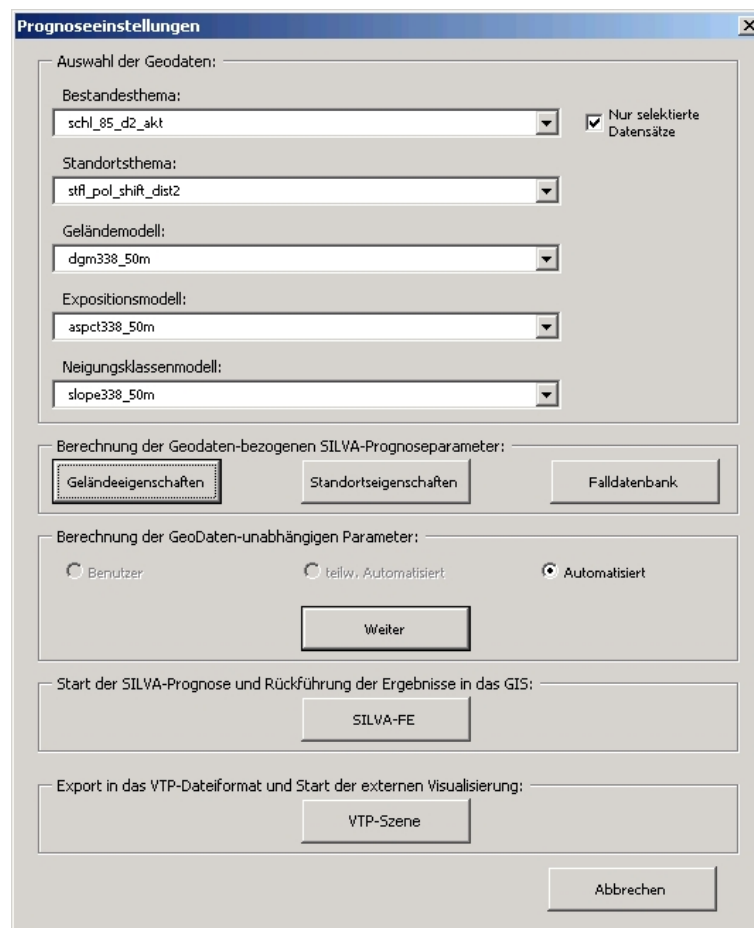 Prognoseeinstellungen
Auswahl der Geodaten:
Bestandesthema:
schl_85_d2_akt
Nur selektierte
Datensätze
Standortsthema:
stfl_pol_shift_dist2
Geländemodell:
dgm338_50m
Expositionsmodell:
aspct338_50m
Neigungsklassenmodell:
slope338_50m
Berechnung der Geodaten-bezogenen SILVA-Prognoseparameter:
Geländeeigenschaften
Standortseigenschaften
Falldatenbank
Berechnung der GeoDaten-unabhängigen Parameter:
Benutzer
teilw. Automatisiert
Automatisiert
Weiter
Start der SILVA-Prognose und Rückführung der Ergebnisse in das GIS:
SILVA-FE
Export in das VTP-Dateiformat und Start der externen Visualisierung:
VTP-Szene
Abbrechen